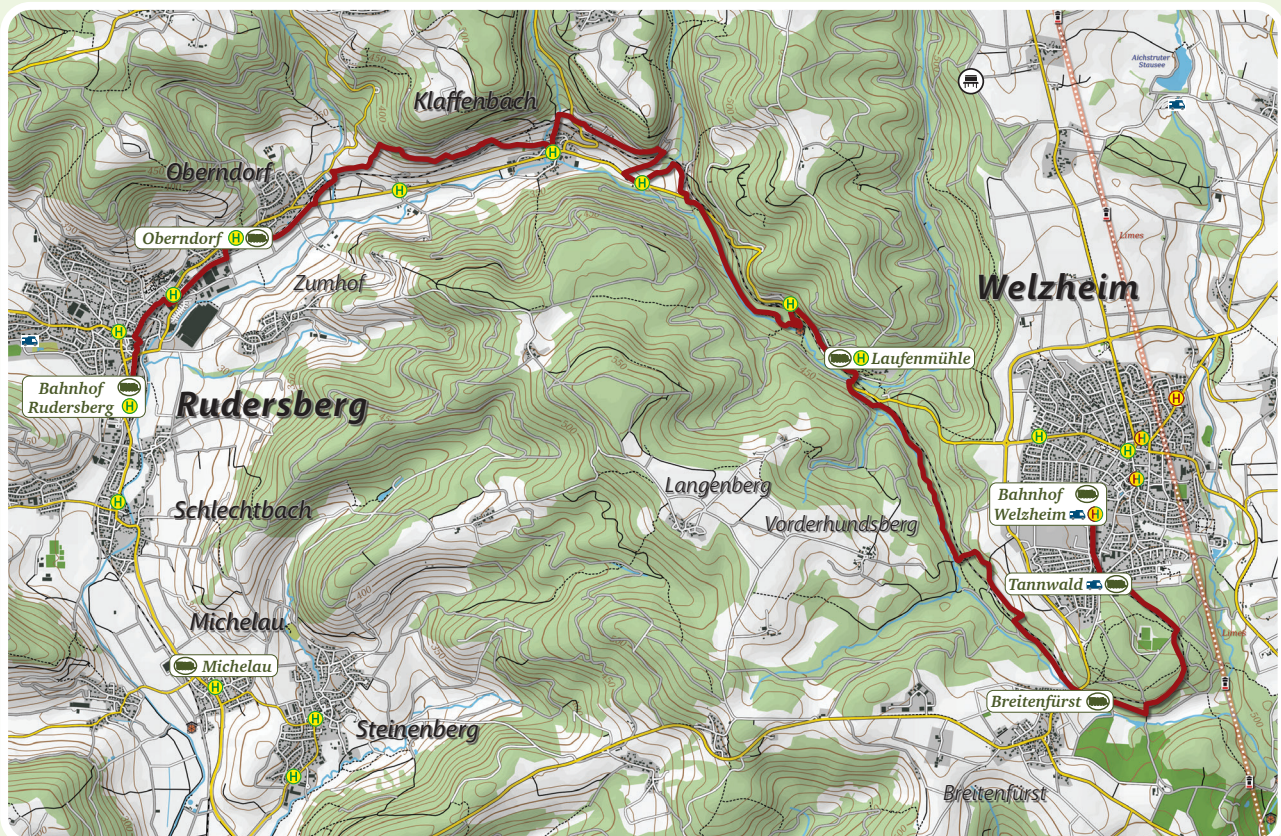 Klaffenbach
Aichstruter
Stausee
Oberndorf
Limes
Oberndorf H
Zumhof
Welzheim
Laufenmühle
Bahnhof
Rudersberg H
Rudersberg
Schlechtbach
Langenberg
Vorderhundsberg
Bahnhof
Welzheim H
Tannwald
Michelau
Michelau
Limes
Steinenberg
Breitenfürst
Breitenfürst